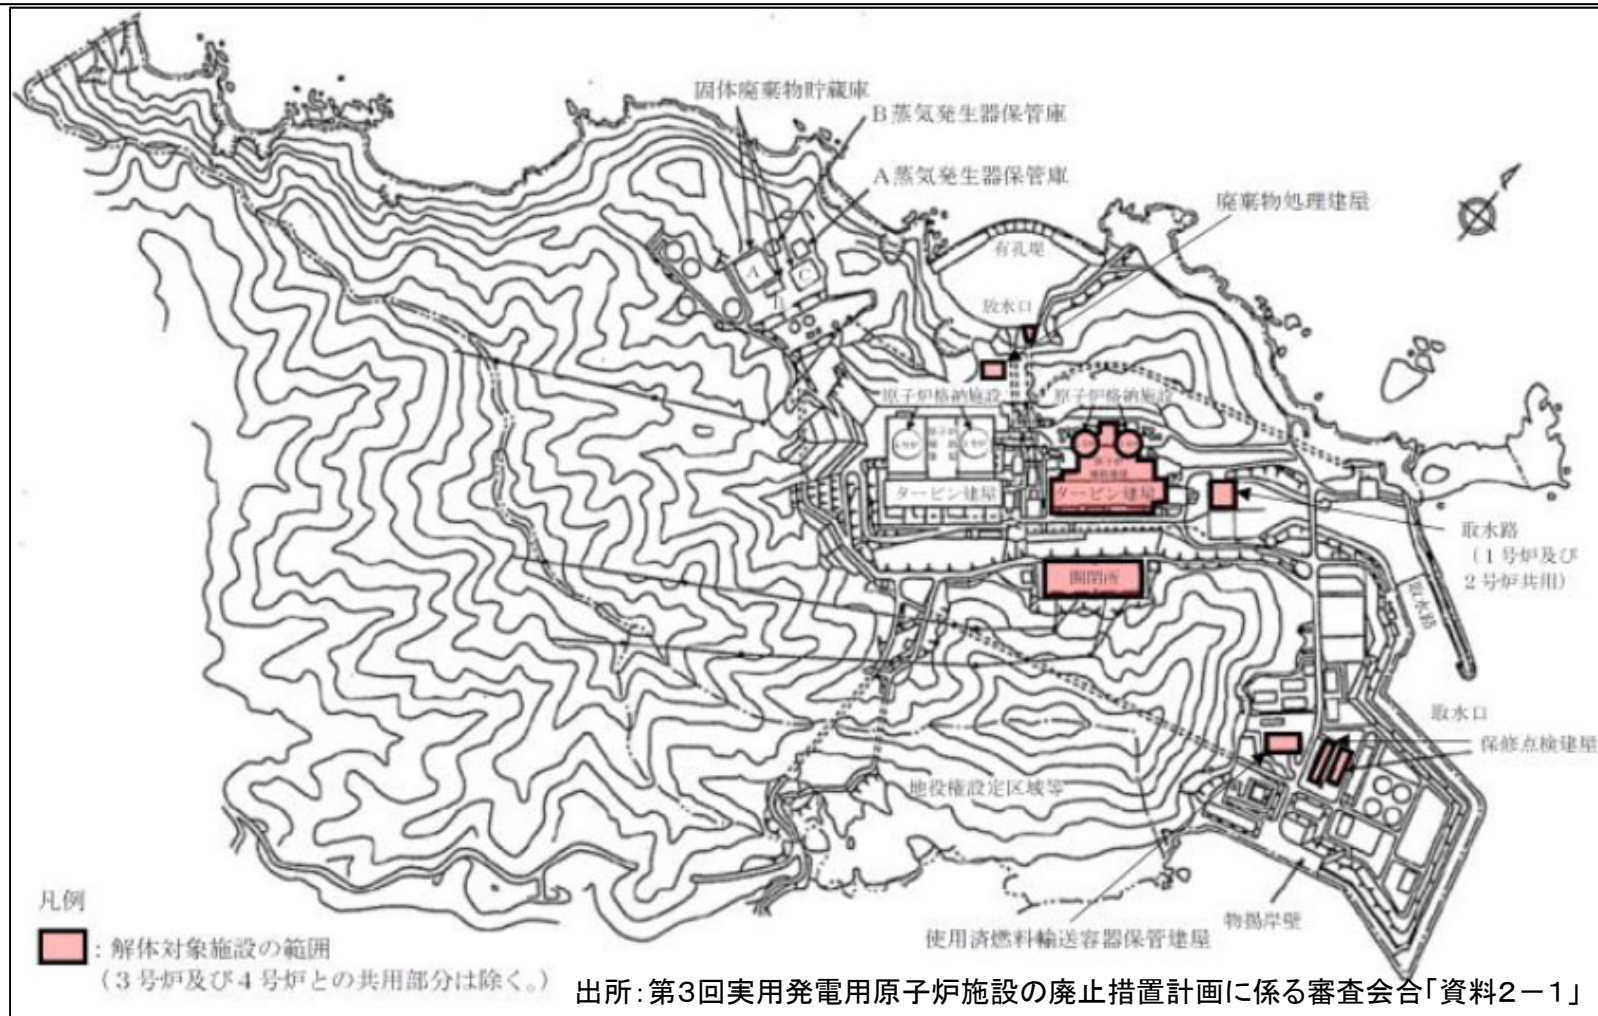 固体廃棄物貯蔵庫
B蒸気発生器保管庫
A蒸気発生器保管庫
廃棄物処理建屋
有孔堤
A
C
放水口
原子炉格納施設
原子炉格納施設
タービン建屋
タービン建屋
取水路
(1号炉及び
2号炉共用)
開閉所
取水路
取水口
保修点検建屋
地役権設定区域等
物揚岸壁
使用済燃料輸送容器保管建屋
凡例
:解体対象施設の範囲
(3号炉及び4号炉との共用部分は除く。)
出所:第3回実用発電用原子炉施設の廃止措置計画に係る審査会合「資料2-1」